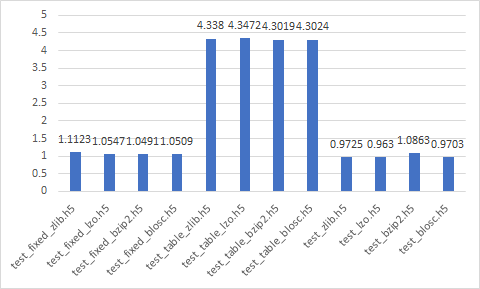 5
4.5
4
3.5
3
2.5
2
1.5
1
0.5
0
1.1123
1.0547
1.0491
1.0509
4.338
4.3472
4.3019
4.3024
0.9725
0.963
1.0863
0.9703
test_fixed_zlib.h5
test_fixed_lzo.h5
test_fixed_bzip2.h5
test_fixed_blosc.h5
test_table_zlib.h5
test_table_lzo.h5
test_table_bzip2.h5
test_table_blosc.h5
test_zlib.h5
test_lzo.h5
test_bzip2.h5
test_blosc.h5